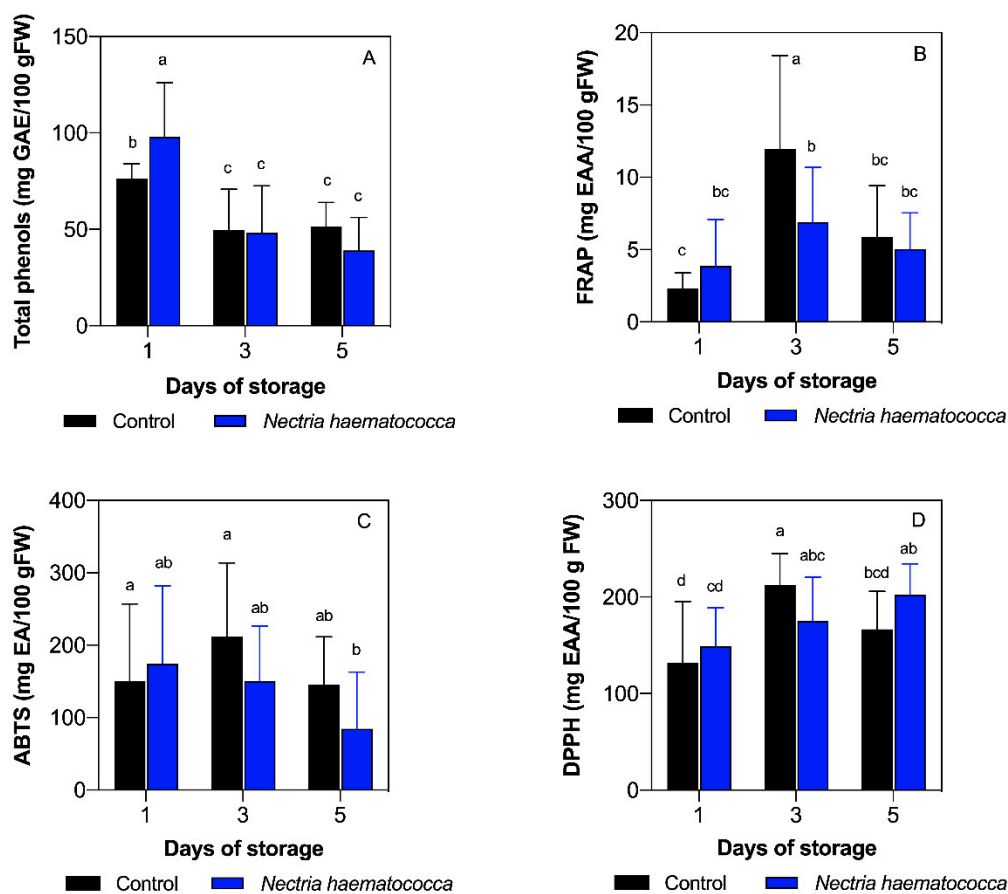 A
Total phenols (mg GAE/100 gFW)
150
100
50
0
b
a
c
c
c
c
1 3 5
Days of storage
Control Nectria haematococca
B
FRAP (mg EAA/100 gFW)
20
15
10
5
0
c
bc
a
b
bc
bc
1 3 5
Days of storage
Control Nectria haematococca
C
ABTS (mg EA/100 gFW)
400
300
200
100
0
a
ab
a
ab
ab
b
1 3 5
Days of storage
Control Nectria haematococca
D
DPPH (mg EAA/100 g FW)
300
200
100
0
d
cd
a
abc
bcd
ab
1 3 5
Days of storage
Control Nectria haematococca